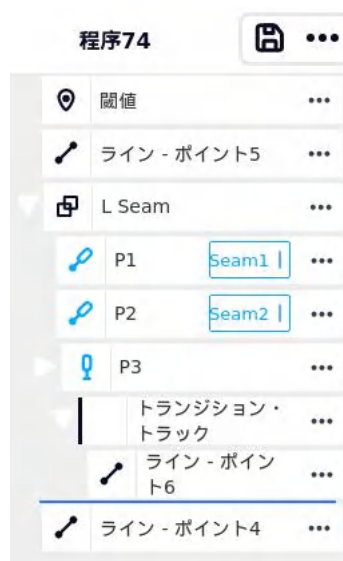 程序74
閾値
ライン - ポイント5
L Seam
P1 Seam1
P2 Seam2
P3
トランジション・
トラック
ライン - ポイン
ト6
ライン - ポイント4